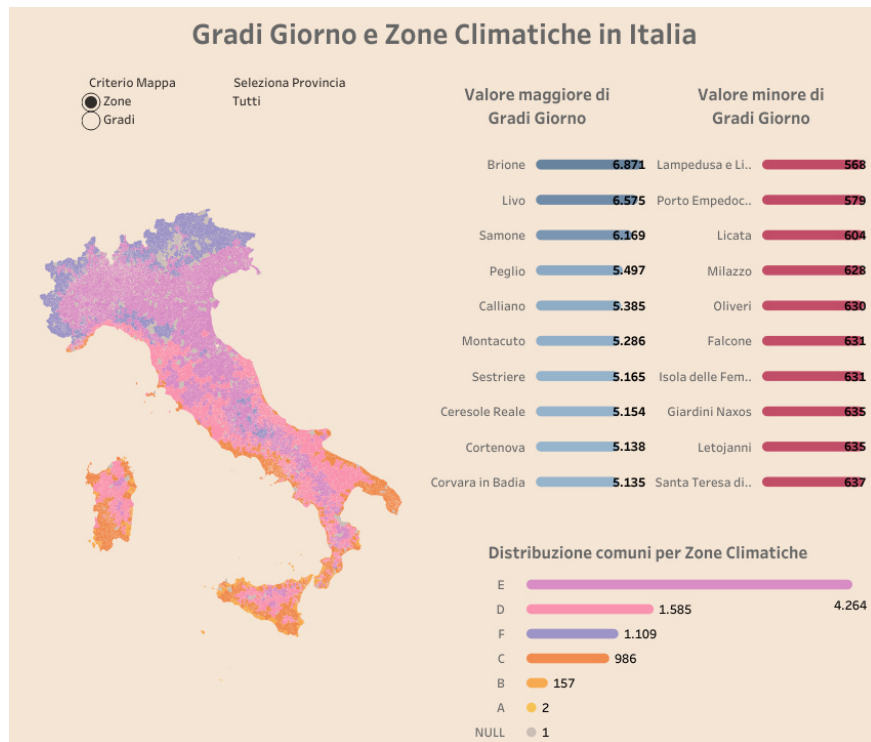 Gradi Giorno e Zone Climatiche in Italia
Criterio Mappa
Zone
Gradi
Seleziona Provincia
Tutti
Valore maggiore di
Gradi Giorno
Brione 6.871
Livo 6.575
Samone 6.169
Peglio 5.497
Calliano 5.385
Montacuto 5.286
Sestriere 5.165
Ceresole Reale 5.154
Cortenova 5.138
Corvara in Badia 5.135
Valore minore di
Gradi Giorno
Lampedusa e Li.. 568
Porto Empedoc.. 579
Licata 604
Milazzo 628
Oliveri 630
Falcone 631
Isola delle Fem.. 631
Giardini Naxos 635
Letojanni 635
Santa Teresa di.. 637
Distribuzione comuni per Zone Climatiche
E 4.264
D 1.585
F 1.109
C 986
B 157
A 2
NULL 1